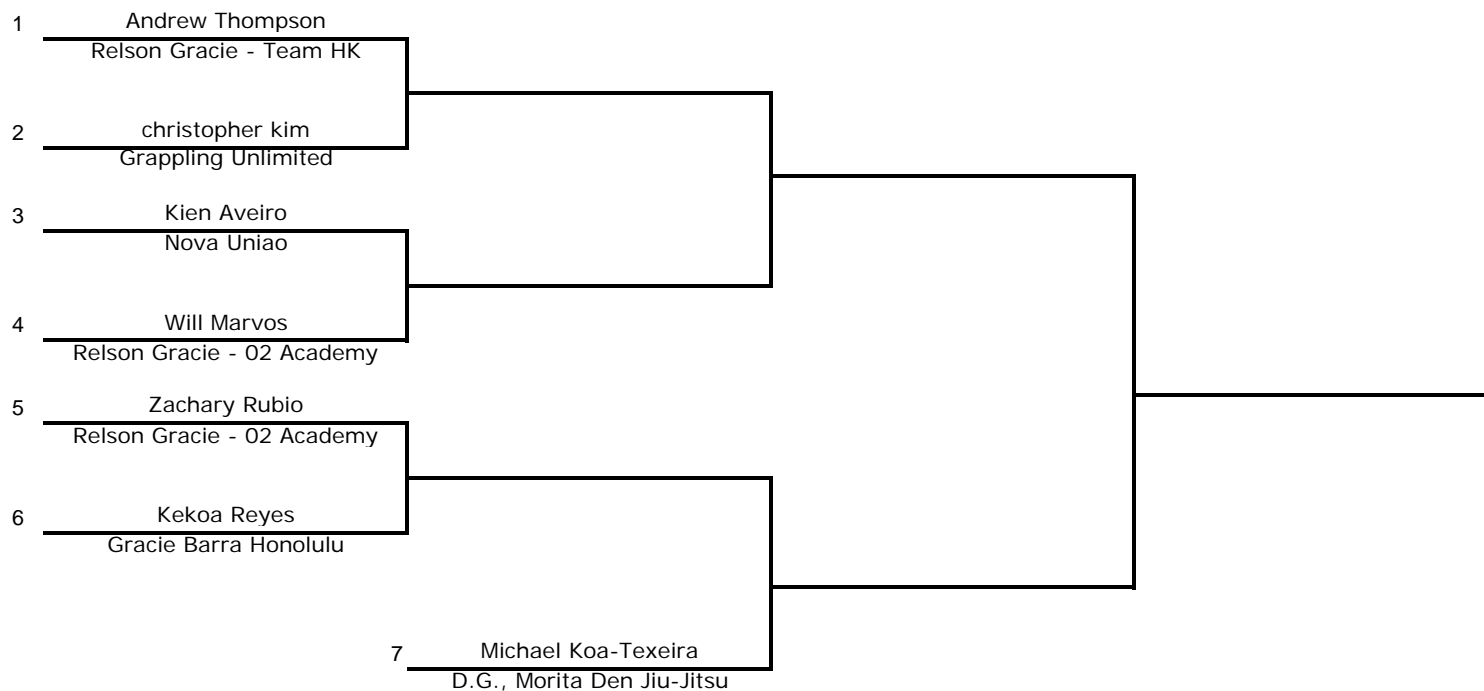 1 Andrew Thompson
Relson Gracie - Team HK
2 christopher kim
Grappling Unlimited
3 Kien Aveiro
Nova Uniao
4 Will Marvos
Relson Gracie - 02 Academy
5 Zachary Rubio
Relson Gracie - 02 Academy
6 Kekoa Reyes
Gracie Barra Honolulu
7 Michael Koa-Texeira
D.G., Morita Den Jiu-Jitsu